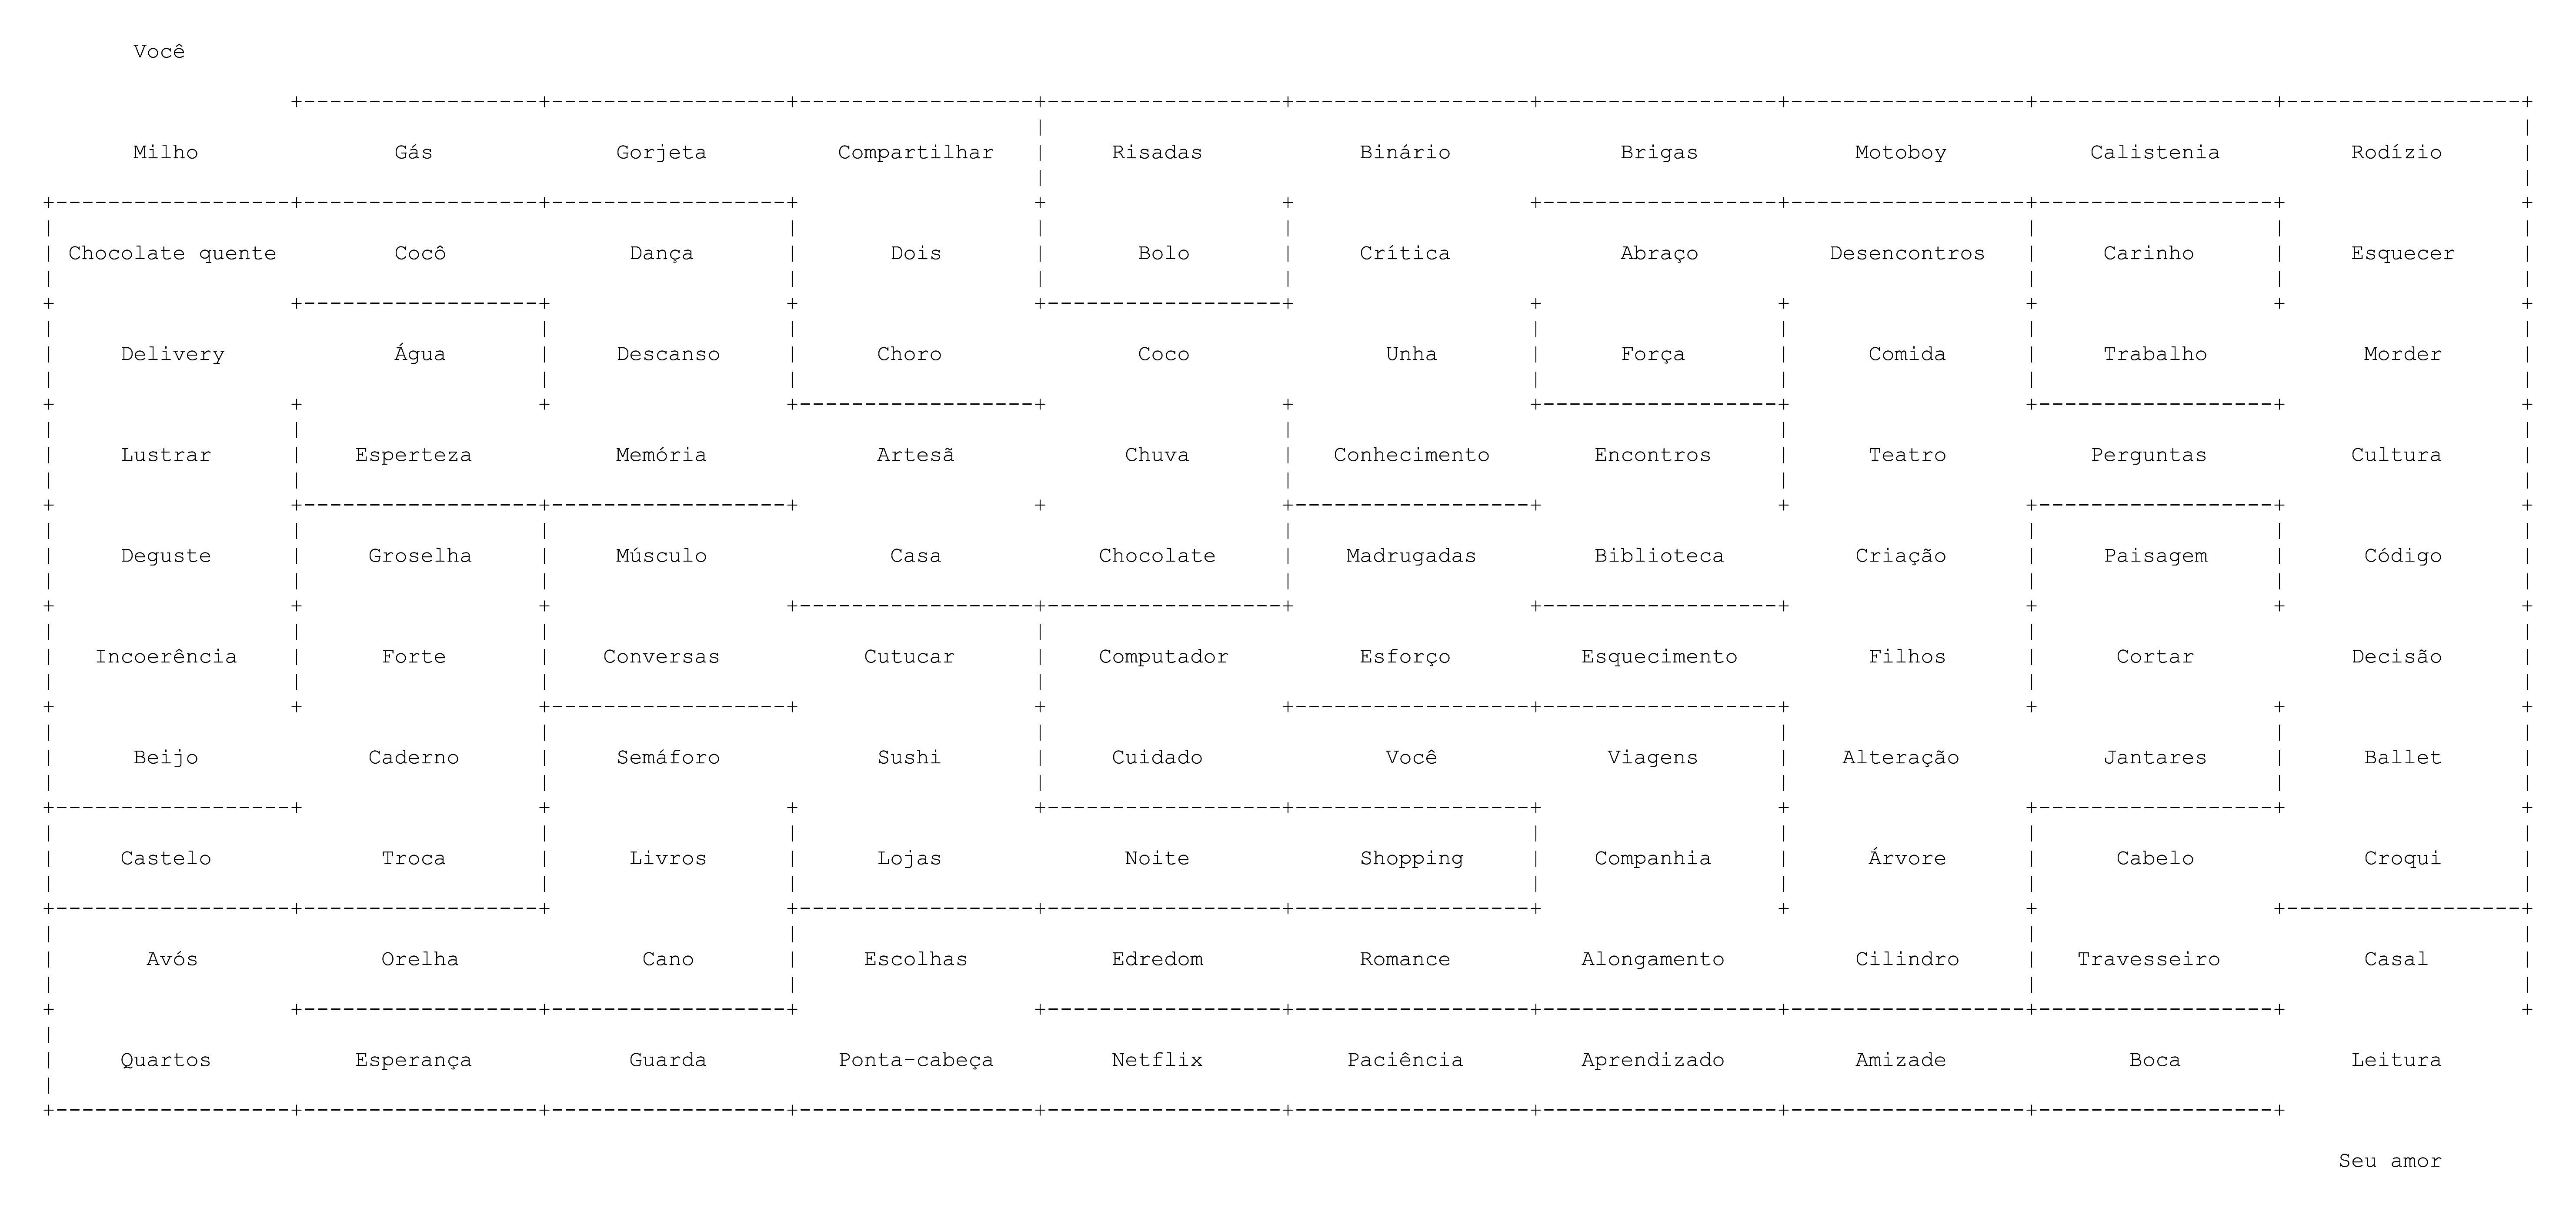 Você
Milho Gás Gorjeta Compartilhar Risadas Binário Brigas Motoboy Calistenia Rodízio
Chocolate quente Cocô Dança Dois Bolo Crítica Abraço Desencontros Carinho Esquecer
Delivery Água Descanso Choro Coco Unha Força Comida Trabalho Morder
Lustrar Esperteza Memória Artesã Chuva Conhecimento Encontros Teatro Perguntas Cultura
Deguste Groselha Músculo Casa Chocolate Madrugadas Biblioteca Criação Paisagem Código
Incoerência Forte Conversas Cutucar Computador Esforço Esquecimento Filhos Cortar Decisão
Beijo Caderno Semáforo Sushi Cuidado Você Viagens Alteração Jantares Ballet
Castelo Troca Livros Lojas Noite Shopping Companhia Árvore Cabelo Croqui
Avós Orelha Cano Escolhas Edredom Romance Alongamento Cilindro Travesseiro Casal
Quartos Esperança Guarda Ponta-cabeça Netflix Paciência Aprendizado Amizade Boca Leitura
Seu amor